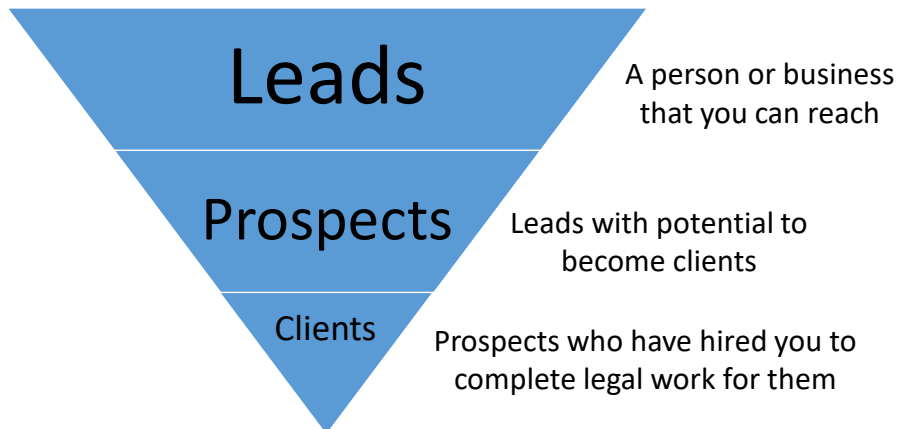 Leads
A person or business
that you can reach
Prospects
Leads with potential to
become clients
Clients
Prospects who have hired you to
complete legal work for them